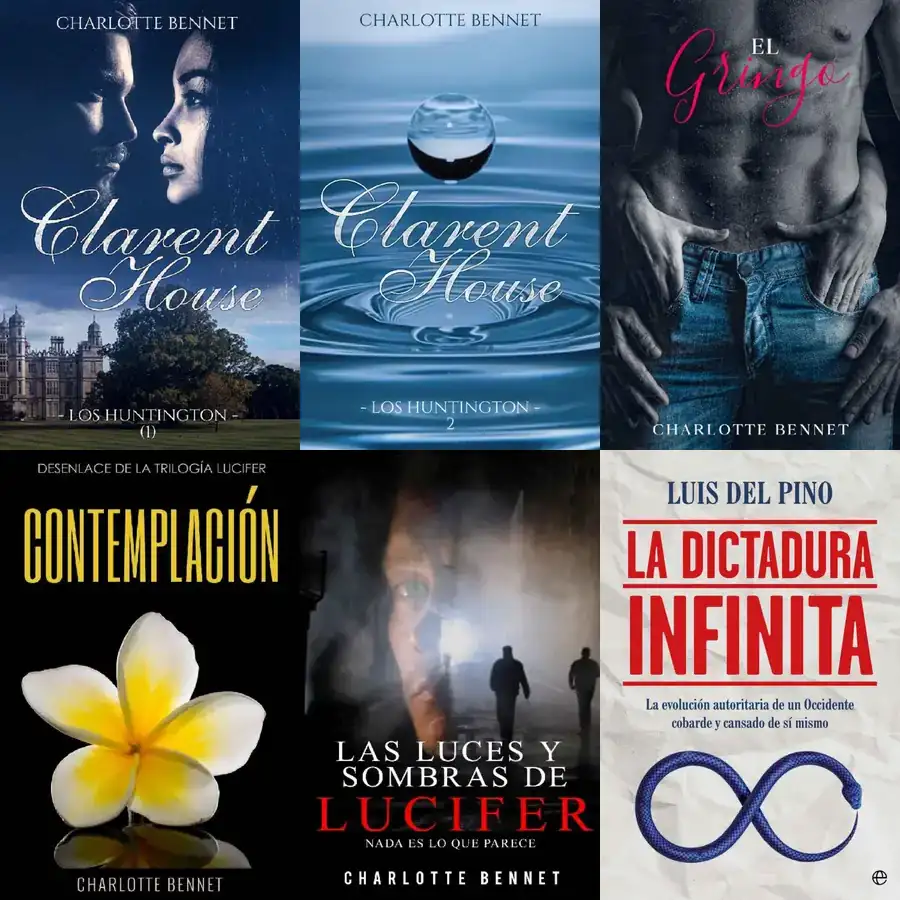 CHARLOTTE BENNET
Clarent
House
- LOS HUNTINGTON -
(1)
CHARLOTTE BENNET
Clarent
House
- LOS HUNTINGTON -
2
EL
Gringo
CHARLOTTE BENNET
DESENLACE DE LA TRILOGÍA LUCIFER
CONTEMPLACIÓN
CHARLOTTE BENNET
LAS LUCES Y
SOMBRAS DE
LUCIFER
NADA ES LO QUE PARECE
CHARLOTTE BENNET
LUIS DEL PINO
LA DICTADURA
INFINITA
La evolución autoritaria de un Occidente
cobarde y cansado de sí mismo
e